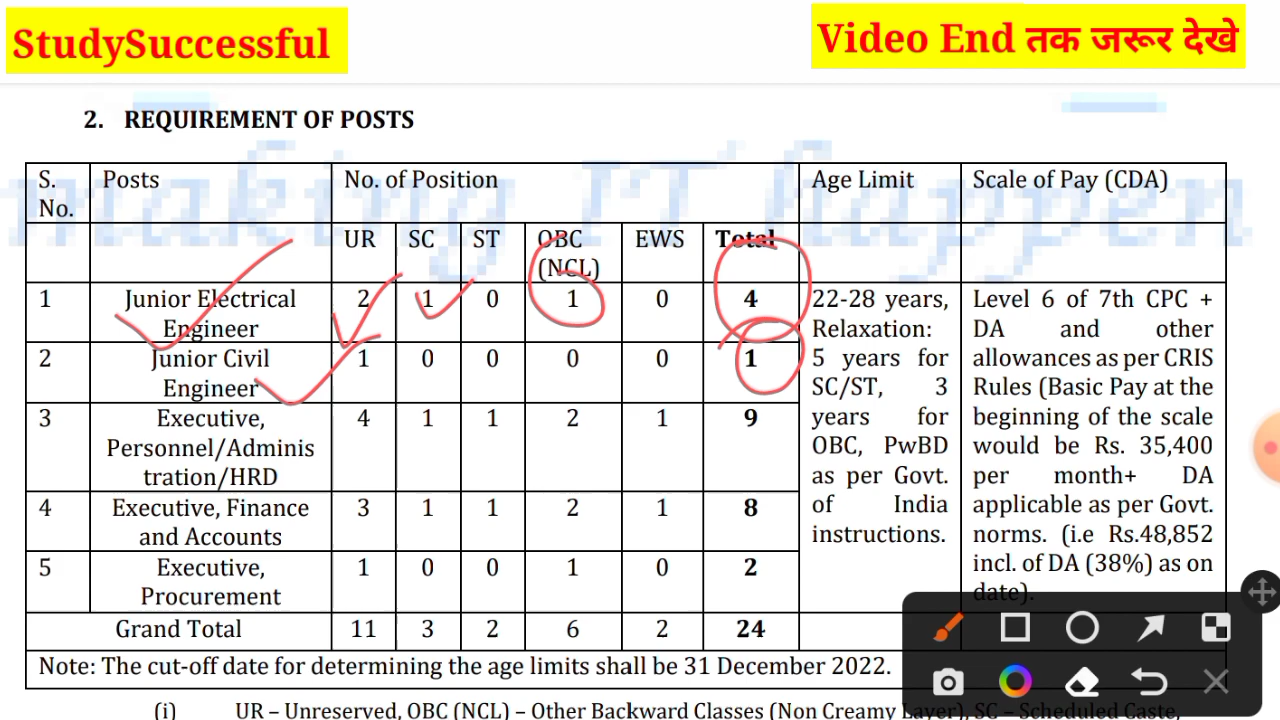 StudySuccessful
Video End तक जरूर देखे
making IT happen
2. REQUIREMENT OF POSTS
S. No.
Posts
No. of Position
Age Limit
Scale of Pay (CDA)
UR SC ST OBC (NCL) EWS Total
1 Junior Electrical Engineer 2 1 0 1 0 4
2 Junior Civil Engineer 1 0 0 0 0 1
3 Executive, Personnel/Adminis tration/HRD 4 1 1 2 1 9
4 Executive, Finance and Accounts 3 1 1 2 1 8
5 Executive, Procurement 1 0 0 1 0 2
22-28 years,
Relaxation:
5 years for
SC/ST, 3
years for
OBC, PwBD
as per Govt.
of India
instructions.
Level 6 of 7th CPC +
DA and other
allowances as per CRIS
Rules (Basic Pay at the
beginning of the scale
would be Rs. 35,400
per month+ DA
applicable as per Govt.
norms. (i.e Rs.48,852
incl. of DA (38%) as on
date).
Grand Total 11 3 2 6 2 24
Note: The cut-off date for determining the age limits shall be 31 December 2022.
(i) UR – Unreserved, OBC (NCL) – Other Backward Classes (Non Creamy Layer), SC – Scheduled Caste,